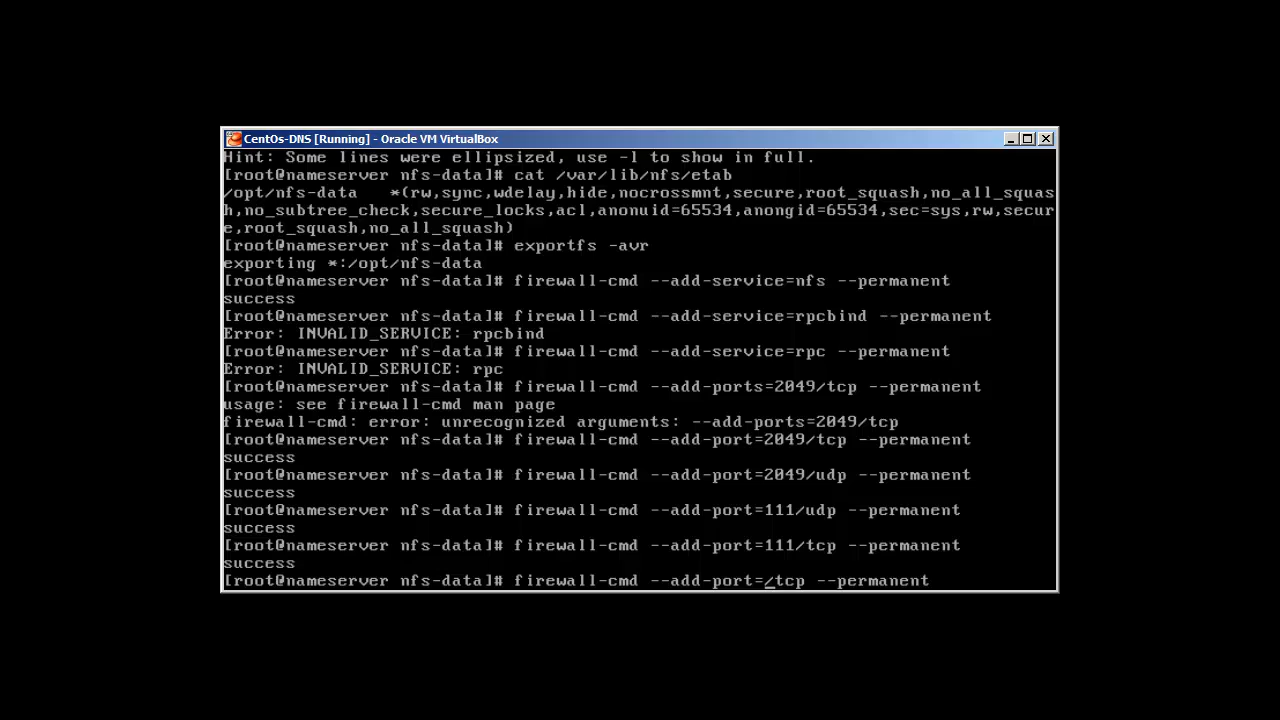 CentOs-DNS [Running] - Oracle VM VirtualBox
Hint: Some lines were ellipsized, use -l to show in full.
[root@nameserver nfs-data]# cat /var/lib/nfs/etab
/opt/nfs-data   *(rw,sync,wdelay,hide,nocrossmnt,secure,root_squash,no_all_squas
h,no_subtree_check,secure_locks,acl,anonuid=65534,anongid=65534,sec=sys,rw,secur
e,root_squash,no_all_squash)
[root@nameserver nfs-data]# exportfs -avr
exporting *:/opt/nfs-data
[root@nameserver nfs-data]# firewall-cmd --add-service=nfs --permanent
success
[root@nameserver nfs-data]# firewall-cmd --add-service=rpcbind --permanent
Error: INVALID_SERVICE: rpcbind
[root@nameserver nfs-data]# firewall-cmd --add-service=rpc --permanent
Error: INVALID_SERVICE: rpc
[root@nameserver nfs-data]# firewall-cmd --add-ports=2049/tcp --permanent
usage: see firewall-cmd man page
firewall-cmd: error: unrecognized arguments: --add-ports=2049/tcp
[root@nameserver nfs-data]# firewall-cmd --add-port=2049/tcp --permanent
success
[root@nameserver nfs-data]# firewall-cmd --add-port=2049/udp --permanent
success
[root@nameserver nfs-data]# firewall-cmd --add-port=111/udp --permanent
success
[root@nameserver nfs-data]# firewall-cmd --add-port=111/tcp --permanent
success
[root@nameserver nfs-data]# firewall-cmd --add-port=/tcp --permanent